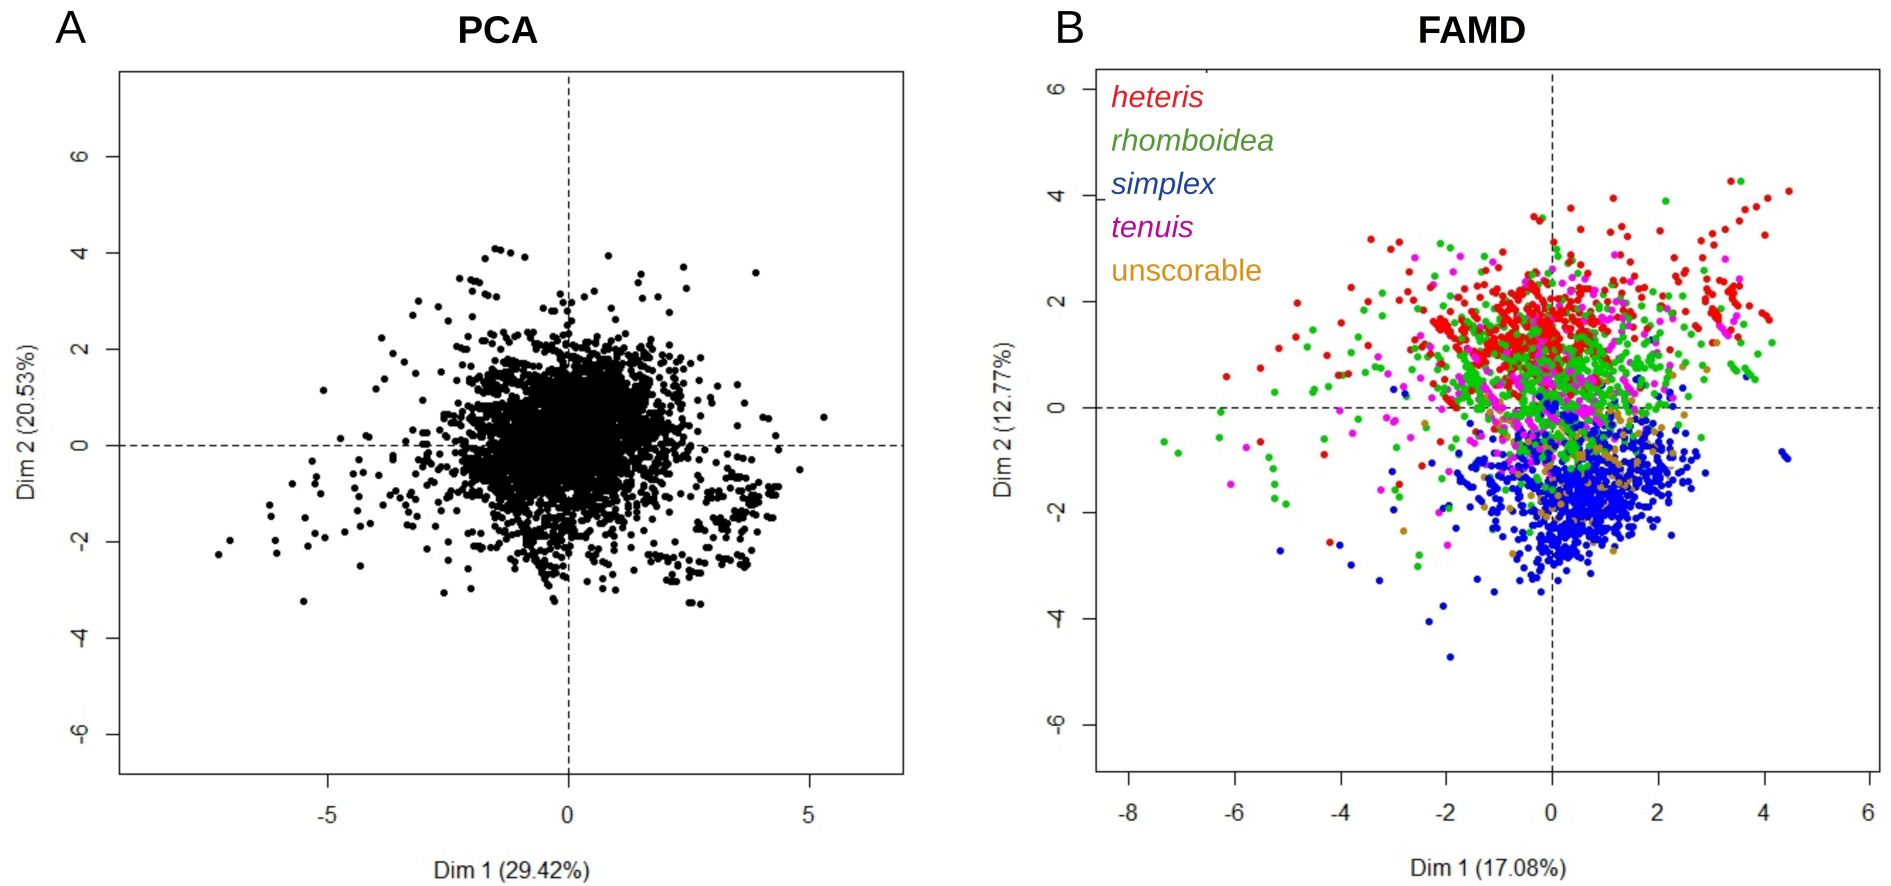 A
PCA
6
4
2
0
-2
-4
-6
Dim 2 (20.53%)
-5
0
5
Dim 1 (29.42%)
B
FAMD
heteris
rhomboidea
simplex
tenuis
unscorable
6
4
2
0
-2
-4
-6
Dim 2 (12.77%)
-8
-6
-4
-2
0
2
4
6
Dim 1 (17.08%)